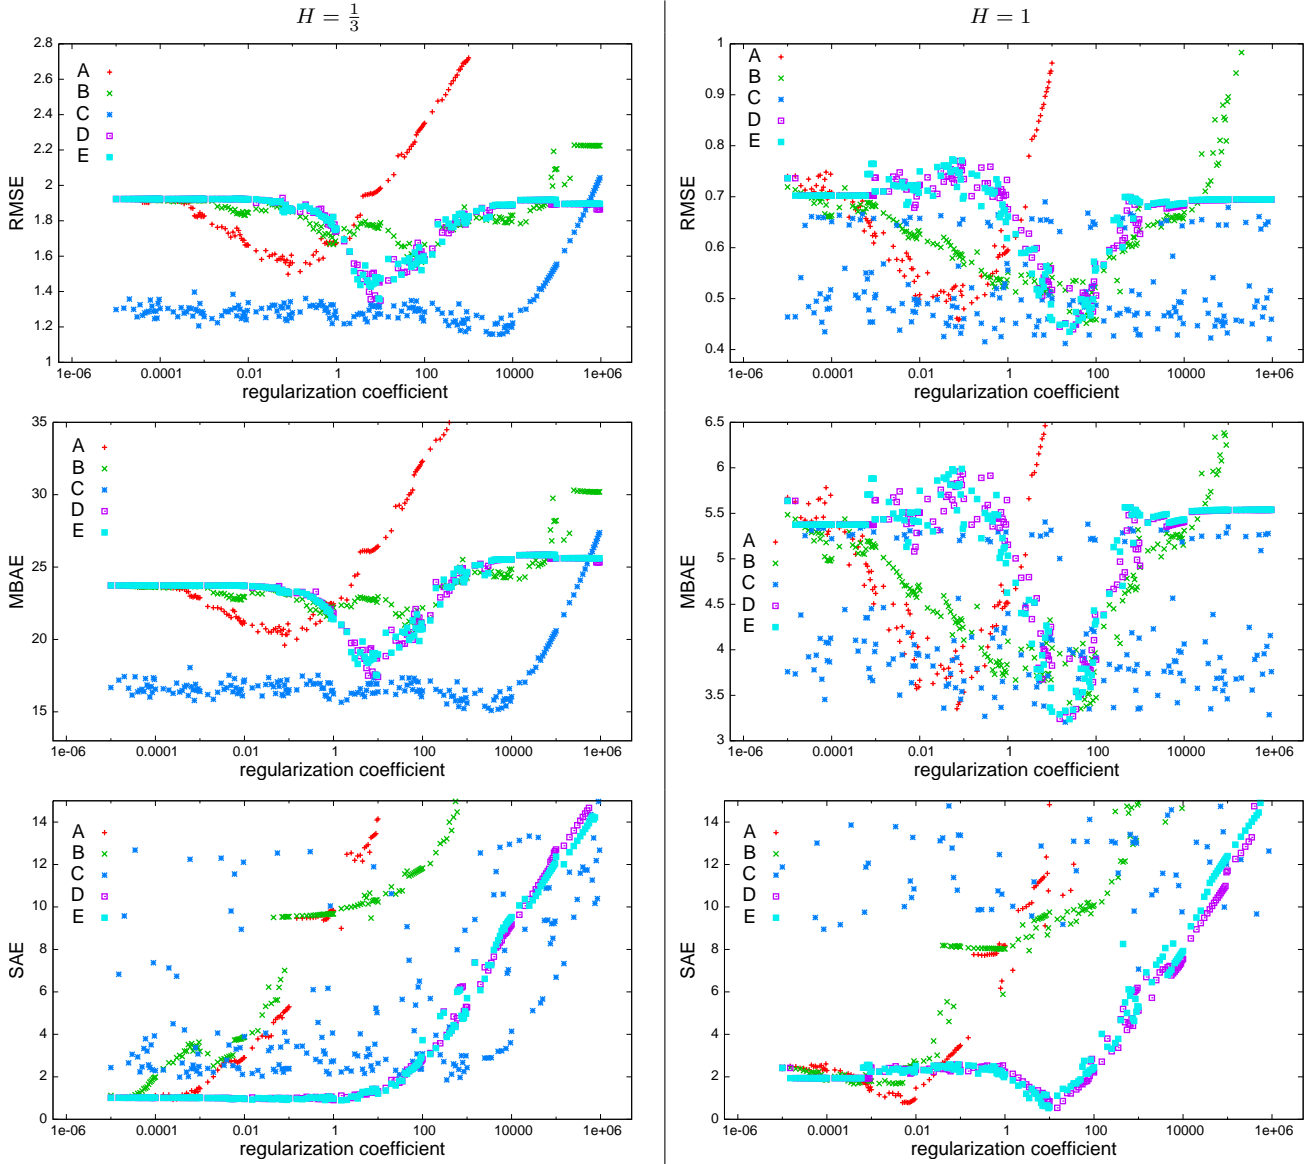 H = 1/3
H = 1
2.8
2.6
2.4
2.2
2
1.8
1.6
1.4
1.2
1
RMSE
A
B
C
D
E
1e-06 0.0001 0.01 1 100 10000 1e+06
regularization coefficient
1
0.9
0.8
0.7
0.6
0.5
0.4
RMSE
A
B
C
D
E
1e-06 0.0001 0.01 1 100 10000 1e+06
regularization coefficient
35
30
25
20
15
MBAE
A
B
C
D
E
1e-06 0.0001 0.01 1 100 10000 1e+06
regularization coefficient
6.5
6
5.5
5
4.5
4
3.5
3
MBAE
A
B
C
D
E
1e-06 0.0001 0.01 1 100 10000 1e+06
regularization coefficient
14
12
10
8
6
4
2
0
SAE
A
B
C
D
E
1e-06 0.0001 0.01 1 100 10000 1e+06
regularization coefficient
14
12
10
8
6
4
2
0
SAE
A
B
C
D
E
1e-06 0.0001 0.01 1 100 10000 1e+06
regularization coefficient